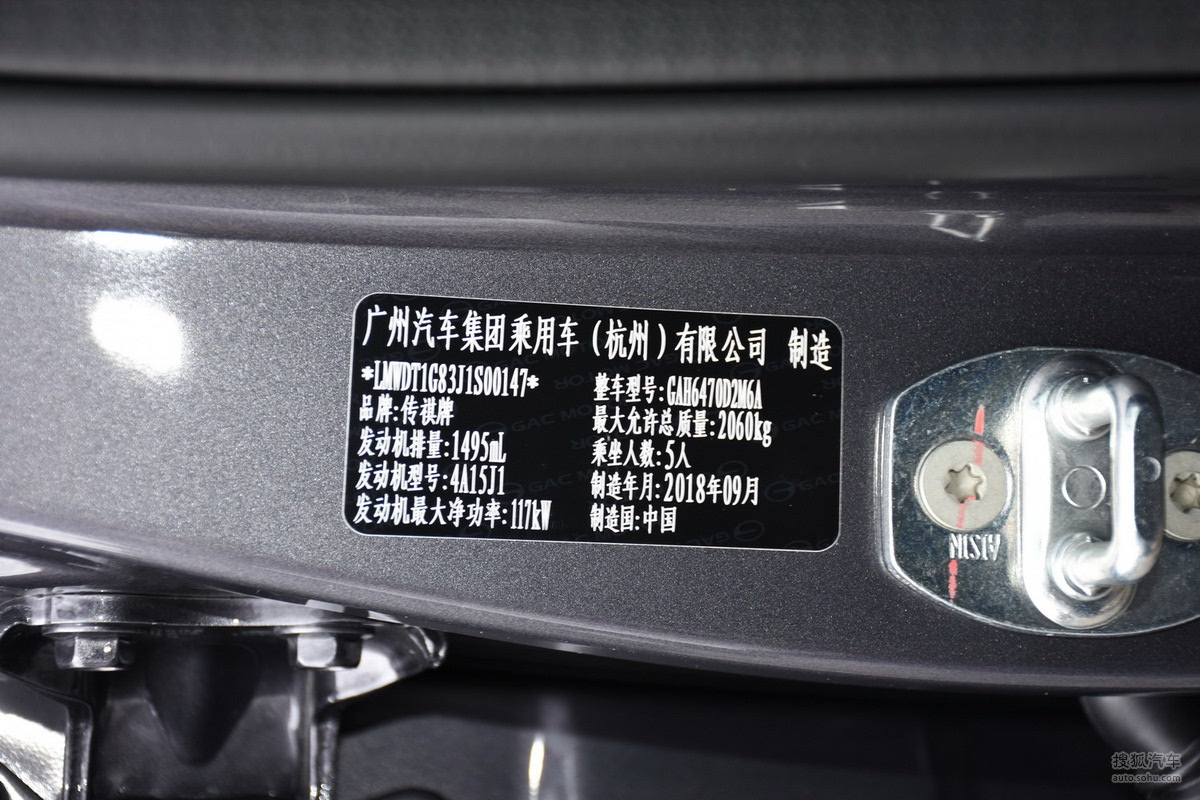 广州汽车集团乘用车（杭州）有限公司 制造
*LMWDT1G83J1S00147*
品牌:传祺牌
发动机排量:1495mL
发动机型号:4A15J1
发动机最大净功率:117kW
整车型号:GAH6470D2M6A
最大允许总质量:2060kg
乘坐人数:5人
制造年月:2018年09月
制造国:中国
AISIN
搜狐汽车
auto.sohu.com